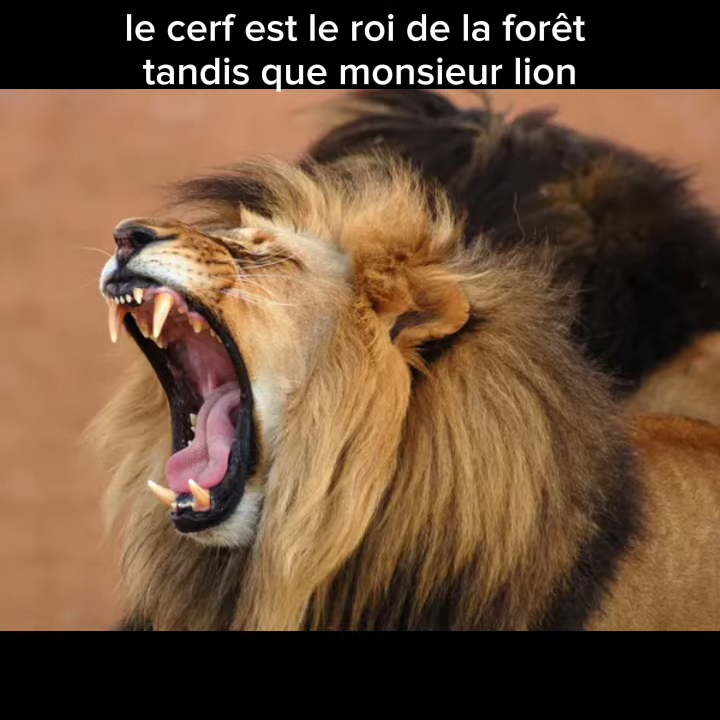 le cerf est le roi de la forêt
tandis que monsieur lion